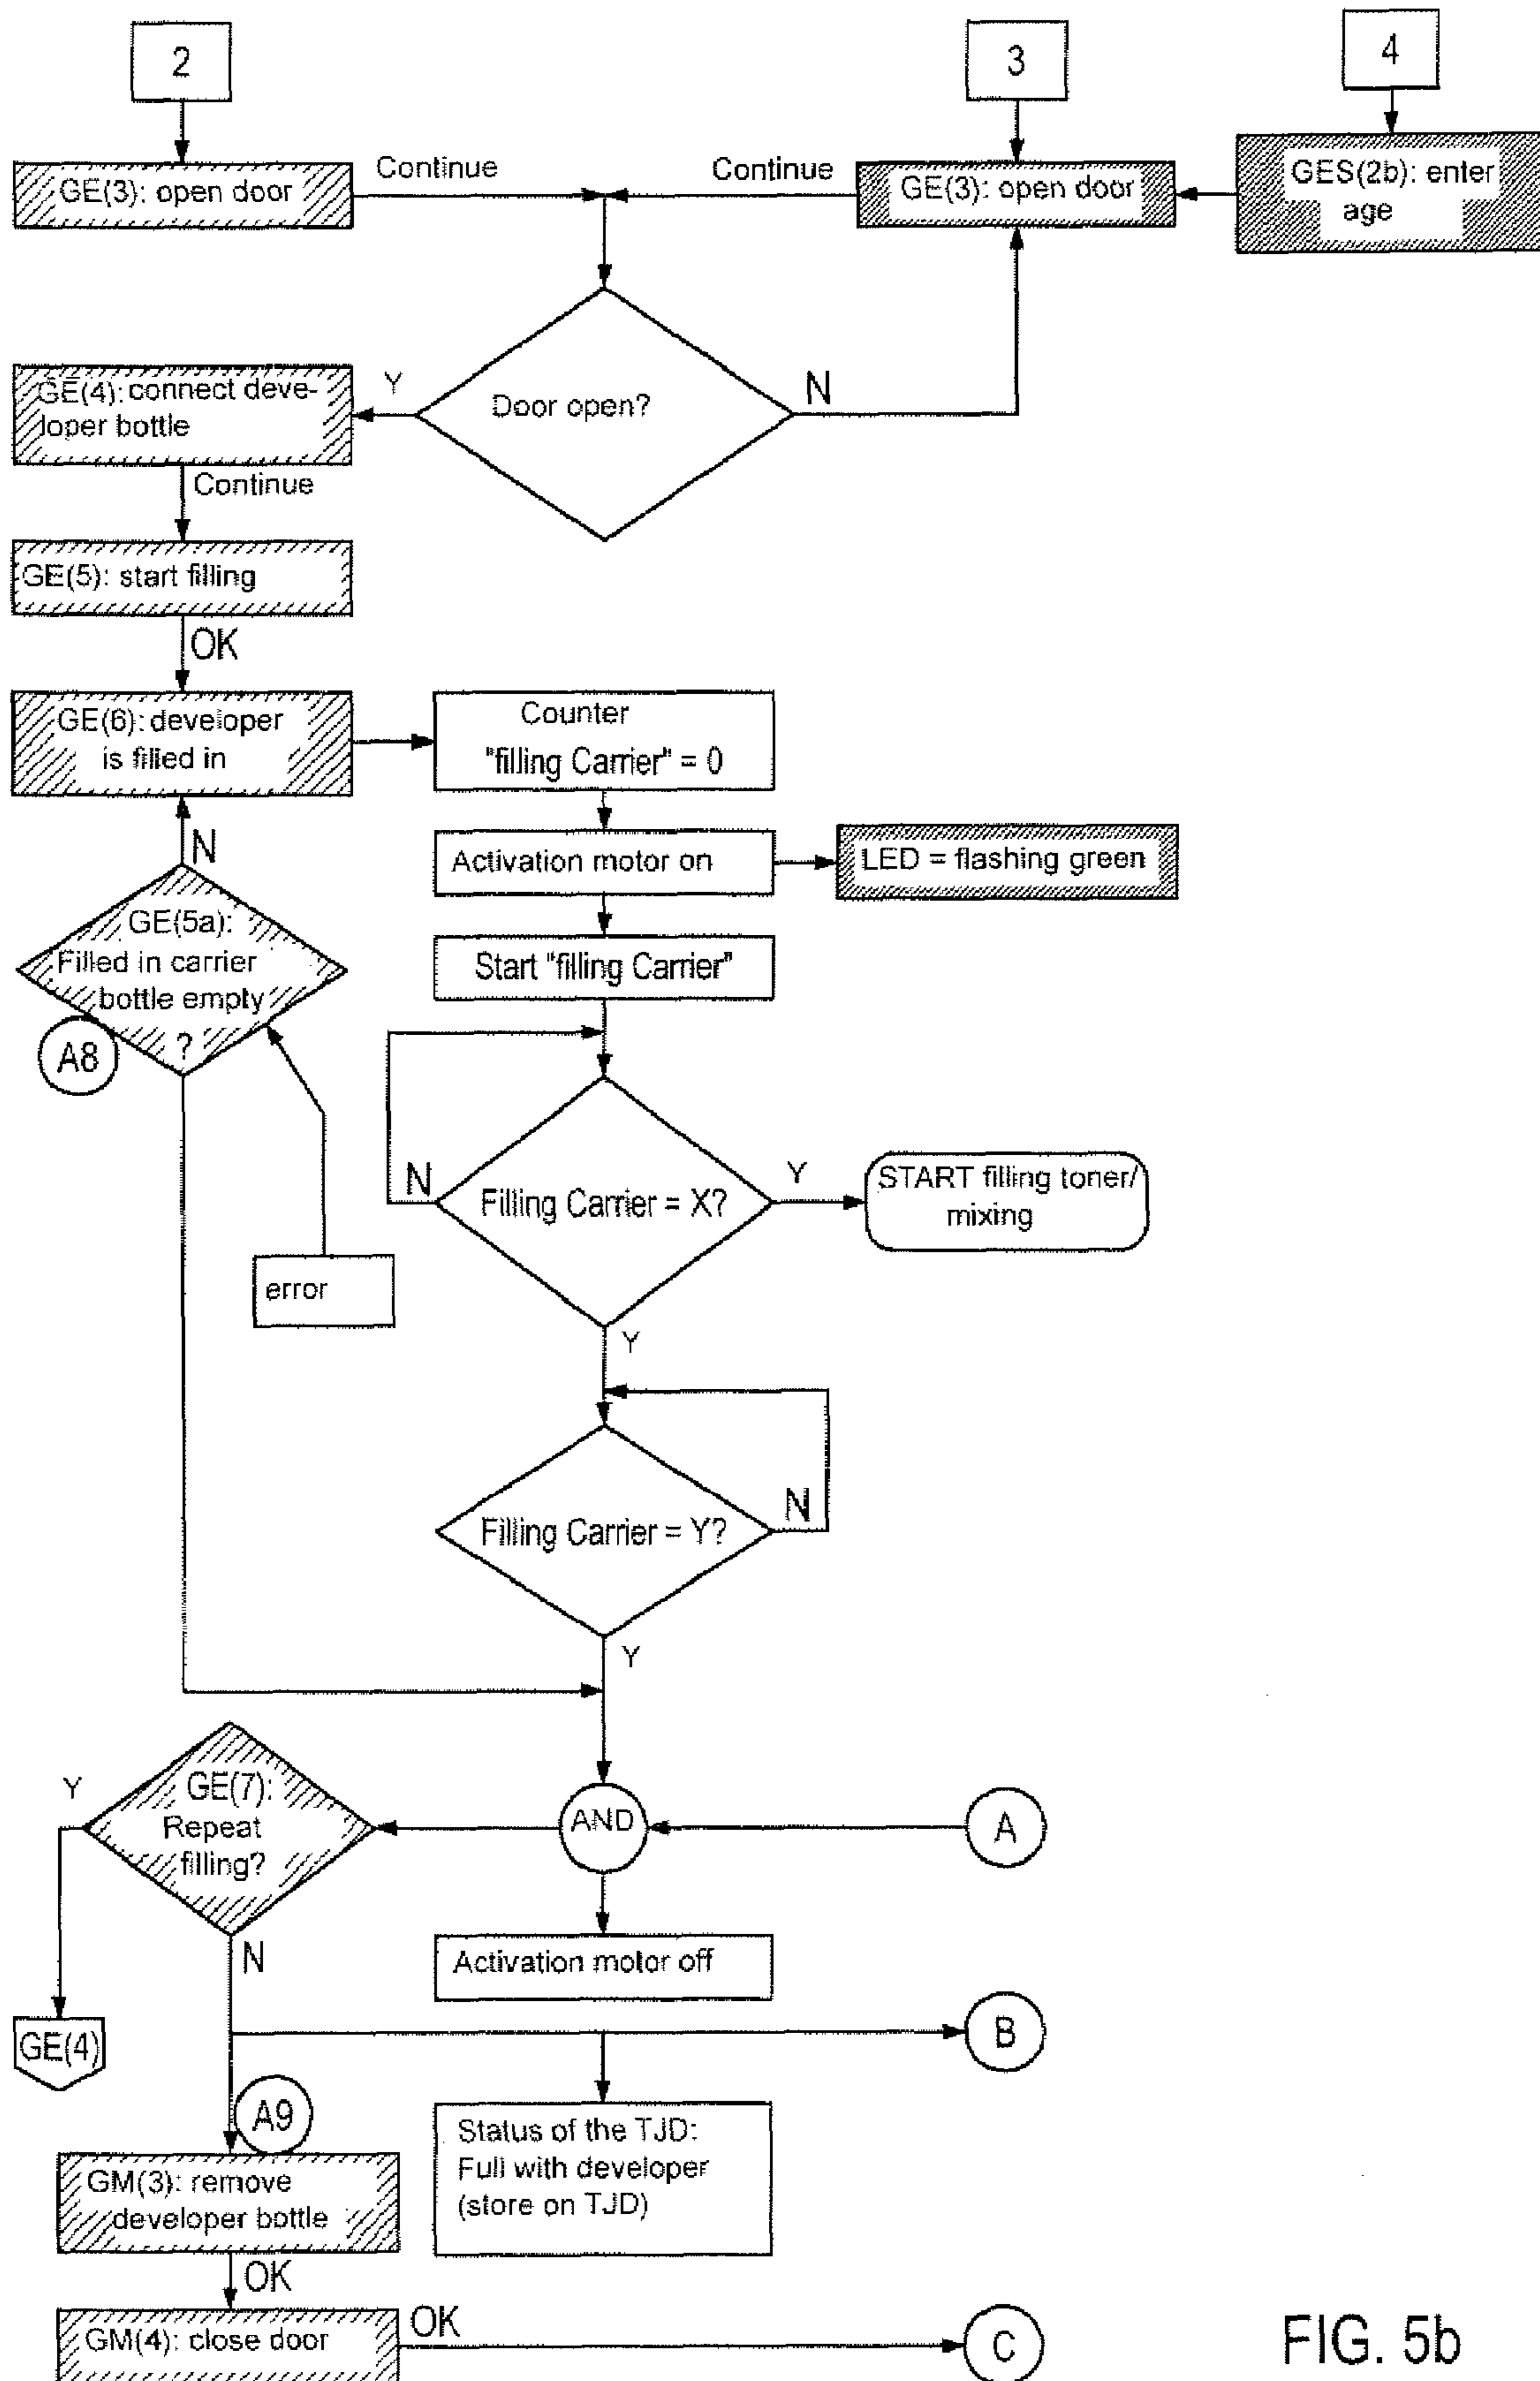 2
3
4
GE(3): open door
Continue
Continue
GE(3): open door
GES(2b): enter
age
GE(4): connect deve-
loper bottle
Y
Door open?
N
Continue
GE(5): start filling
OK
GE(6): developer
is filled in
Counter
"filling Carrier" = 0
N
Activation motor on
LED = flashing green
GE(5a):
Filled in carrier
bottle empty
?
A8
Start "filling Carrier"
N
Filling Carrier = X?
Y
START filling toner/
mixing
error
Y
Filling Carrier = Y?
N
Y
Y
GE(7):
Repeat
filling?
AND
A
N
Activation motor off
GE(4)
B
A9
Status of the TJD:
Full with developer
(store on TJD)
GM(3): remove
developer bottle
OK
GM(4): close door
OK
C
FIG. 5b